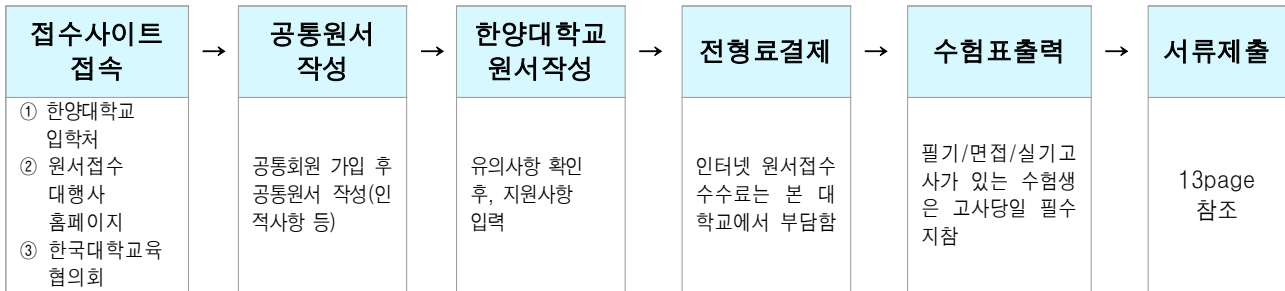 접수사이트
접속
→
공통원서
작성
→
한양대학교
원서작성
→
전형료결제
→
수험표출력
→
서류제출
① 한양대학교
입학처
② 원서접수
대행사
홈페이지
③ 한국대학교육
협의회
공통회원 가입 후
공통원서 작성(인
적사항 등)
유의사항 확인
후, 지원사항
입력
인터넷 원서접수
수수료는 본 대
학교에서 부담함
필기/면접/실기고
사가 있는 수험생
은 고사당일 필수
지참
13page
참조